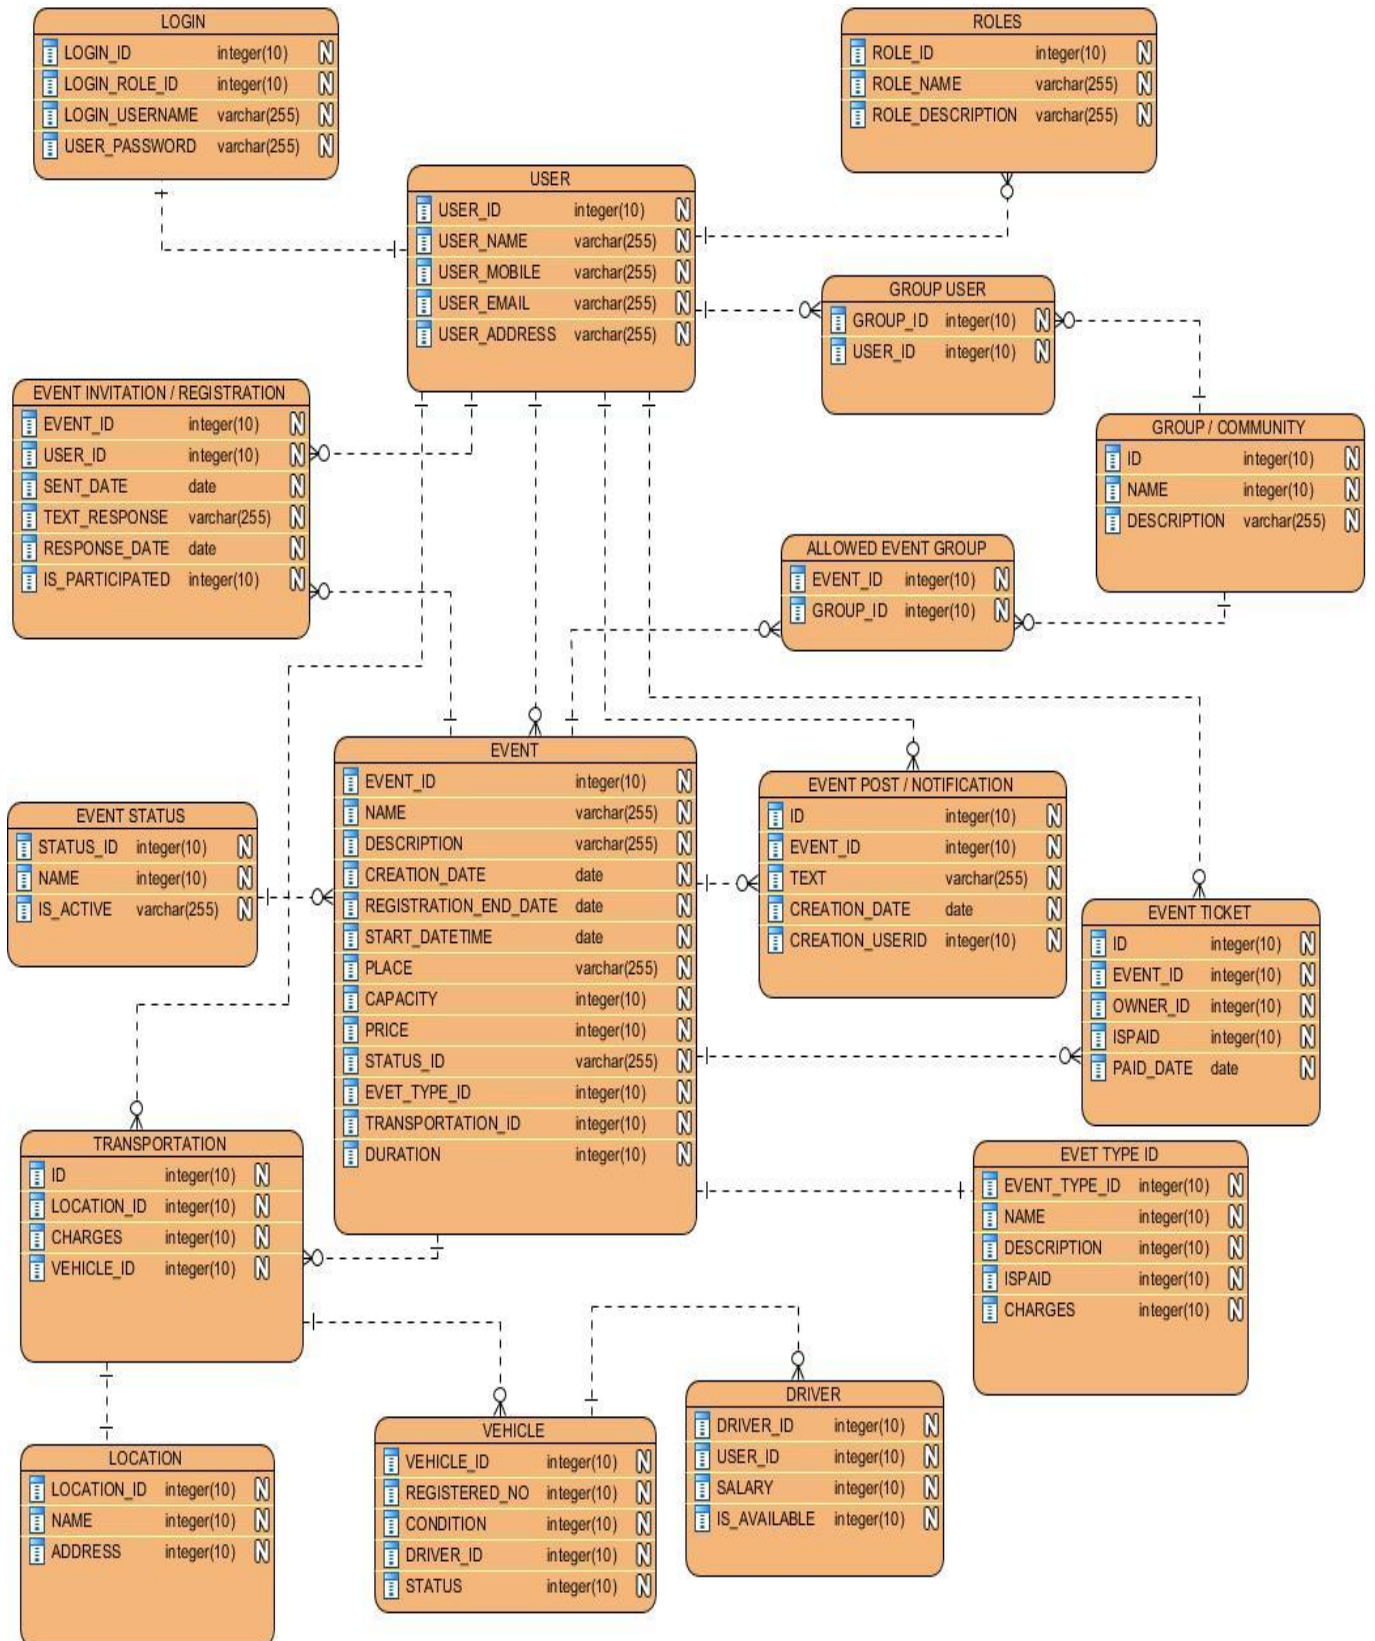 LOGIN
LOGIN_ID integer(10) N
LOGIN_ROLE_ID integer(10) N
LOGIN_USERNAME varchar(255) N
USER_PASSWORD varchar(255) N
ROLES
ROLE_ID integer(10) N
ROLE_NAME varchar(255) N
ROLE_DESCRIPTION varchar(255) N
USER
USER_ID integer(10) N
USER_NAME varchar(255) N
USER_MOBILE varchar(255) N
USER_EMAIL varchar(255) N
USER_ADDRESS varchar(255) N
GROUP USER
GROUP_ID integer(10) N
USER_ID integer(10) N
EVENT INVITATION / REGISTRATION
EVENT_ID integer(10) N
USER_ID integer(10) N
SENT_DATE date N
TEXT_RESPONSE varchar(255) N
RESPONSE_DATE date N
IS_PARTICIPATED integer(10) N
GROUP / COMMUNITY
ID integer(10) N
NAME integer(10) N
DESCRIPTION varchar(255) N
ALLOWED EVENT GROUP
EVENT_ID integer(10) N
GROUP_ID integer(10) N
EVENT
EVENT_ID integer(10) N
NAME varchar(255) N
DESCRIPTION varchar(255) N
CREATION_DATE date N
REGISTRATION_END_DATE date N
START_DATETIME date N
PLACE varchar(255) N
CAPACITY integer(10) N
PRICE integer(10) N
STATUS_ID varchar(255) N
EVET_TYPE_ID integer(10) N
TRANSPORTATION_ID integer(10) N
DURATION integer(10) N
EVENT STATUS
STATUS_ID integer(10) N
NAME integer(10) N
IS_ACTIVE varchar(255) N
EVENT POST / NOTIFICATION
ID integer(10) N
EVENT_ID integer(10) N
TEXT varchar(255) N
CREATION_DATE date N
CREATION_USERID integer(10) N
EVENT TICKET
ID integer(10) N
EVENT_ID integer(10) N
OWNER_ID integer(10) N
ISPAID integer(10) N
PAID_DATE date N
TRANSPORTATION
ID integer(10) N
LOCATION_ID integer(10) N
CHARGES integer(10) N
VEHICLE_ID integer(10) N
EVET TYPE ID
EVENT_TYPE_ID integer(10) N
NAME integer(10) N
DESCRIPTION integer(10) N
ISPAID integer(10) N
CHARGES integer(10) N
LOCATION
LOCATION_ID integer(10) N
NAME integer(10) N
ADDRESS integer(10) N
VEHICLE
VEHICLE_ID integer(10) N
REGISTERED_NO integer(10) N
CONDITION integer(10) N
DRIVER_ID integer(10) N
STATUS integer(10) N
DRIVER
DRIVER_ID integer(10) N
USER_ID integer(10) N
SALARY integer(10) N
IS_AVAILABLE integer(10) N